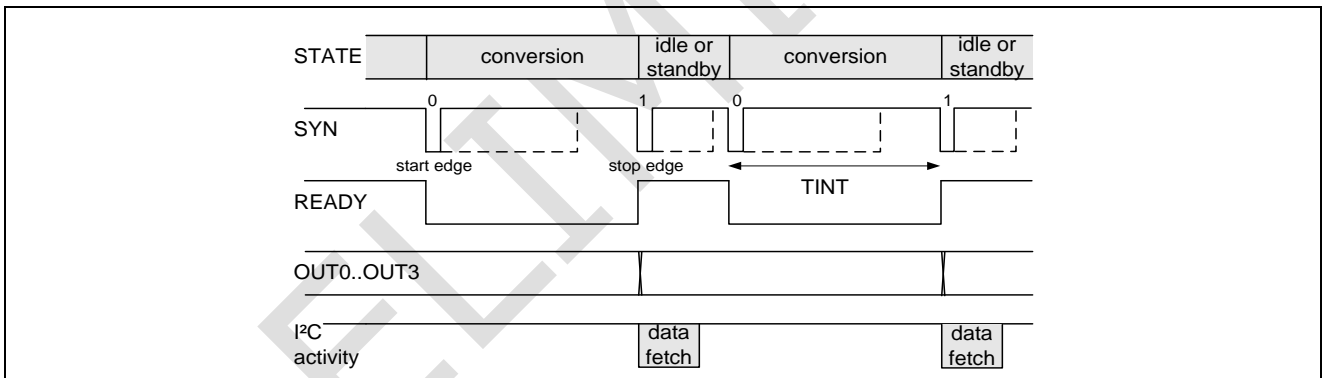 STATE
conversion
idle or
standby
conversion
idle or
standby
0
1
0
1
SYN
start edge
stop edge
TINT
READY
OUT0..OUT3
I²C
activity
data
fetch
data
fetch